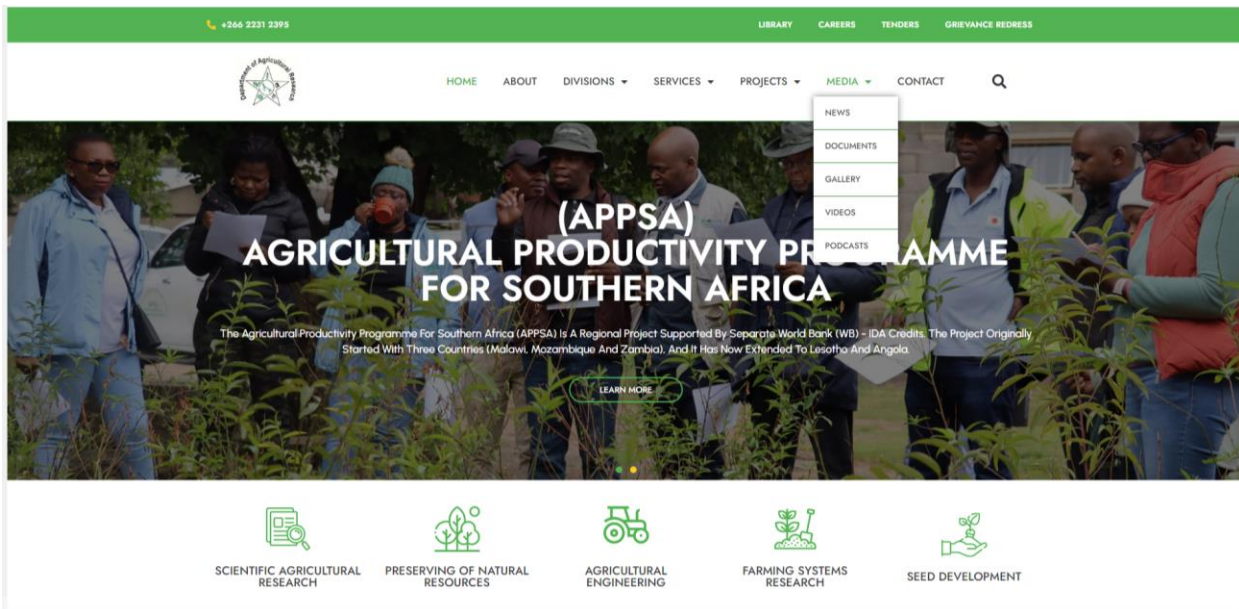 +266 2231 2395
LIBRARY CAREERS TENDERS GRIEVANCE REDRESS
Department of Agricultural Research
HOME ABOUT DIVISIONS SERVICES PROJECTS MEDIA CONTACT
NEWS
DOCUMENTS
GALLERY
VIDEOS
PODCASTS
(APPSA)
AGRICULTURAL PRODUCTIVITY PROGRAMME
FOR SOUTHERN AFRICA
The Agricultural Productivity Programme For Southern Africa (APPSA) Is A Regional Project Supported By Separate World Bank (WB) - IDA Credits. The Project Originally
Started With Three Countries (Malawi, Mozambique And Zambia), And It Has Now Extended To Lesotho And Angola.
LEARN MORE
SCIENTIFIC AGRICULTURAL
RESEARCH
PRESERVING OF NATURAL
RESOURCES
AGRICULTURAL
ENGINEERING
FARMING SYSTEMS
RESEARCH
SEED DEVELOPMENT